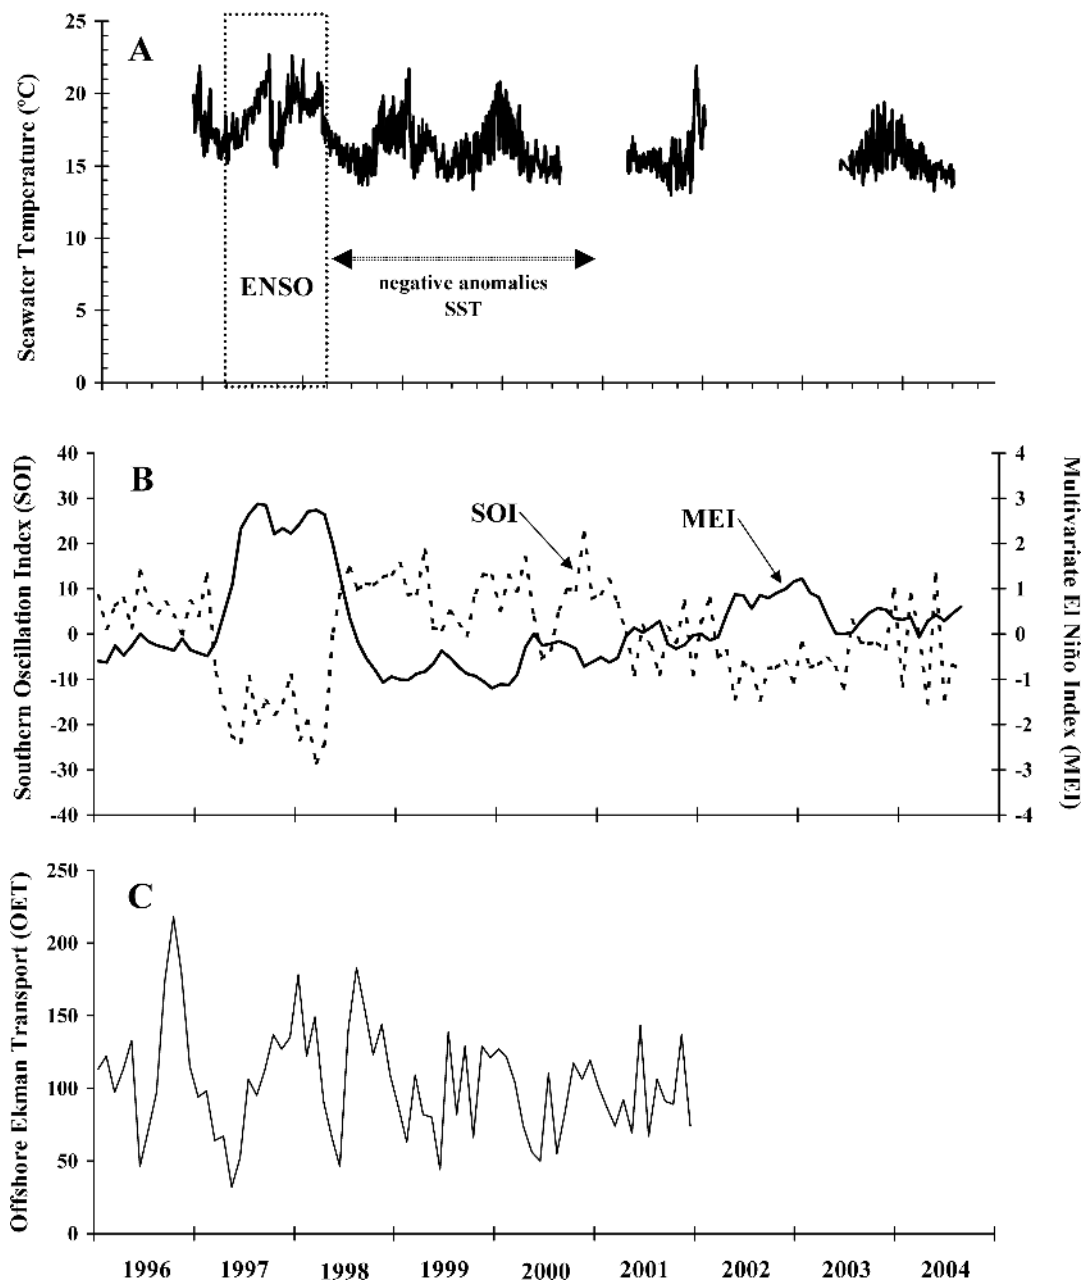 A
Seawater Temperature (ºC)
25
20
15
10
5
0
ENSO
negative anomalies
SST
B
Southern Oscillation Index (SOI)
40
30
20
10
0
-10
-20
-30
-40
SOI
MEI
4
3
2
1
0
-1
-2
-3
-4
Multivariate El Niño Index (MEI)
C
Offshore Ekman Transport (OET)
250
200
150
100
50
0
1996 1997 1998 1999 2000 2001 2002 2003 2004